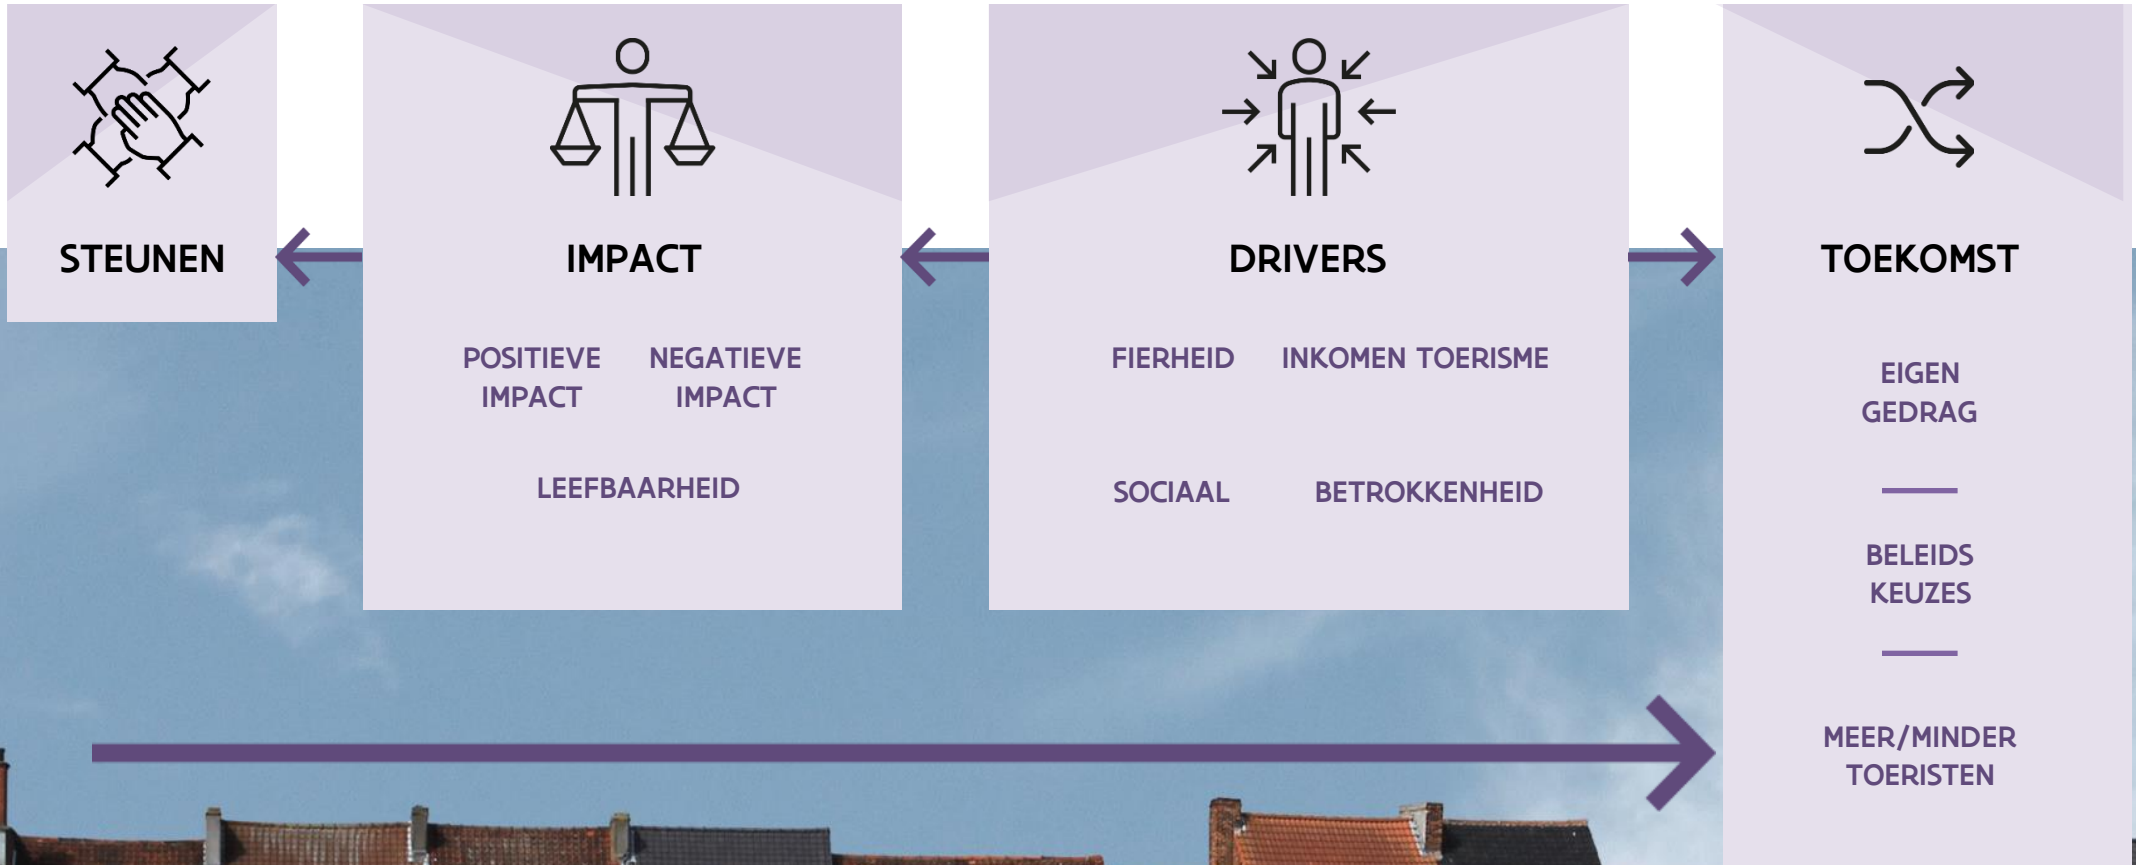 STEUNEN
IMPACT
POSITIEVE
IMPACT
NEGATIEVE
IMPACT
LEEFBAARHEID
DRIVERS
FIERHEID
INKOMEN TOERISME
SOCIAAL
BETROKKENHEID
TOEKOMST
EIGEN
GEDRAG
BELEIDS
KEUZES
MEER/MINDER
TOERISTEN